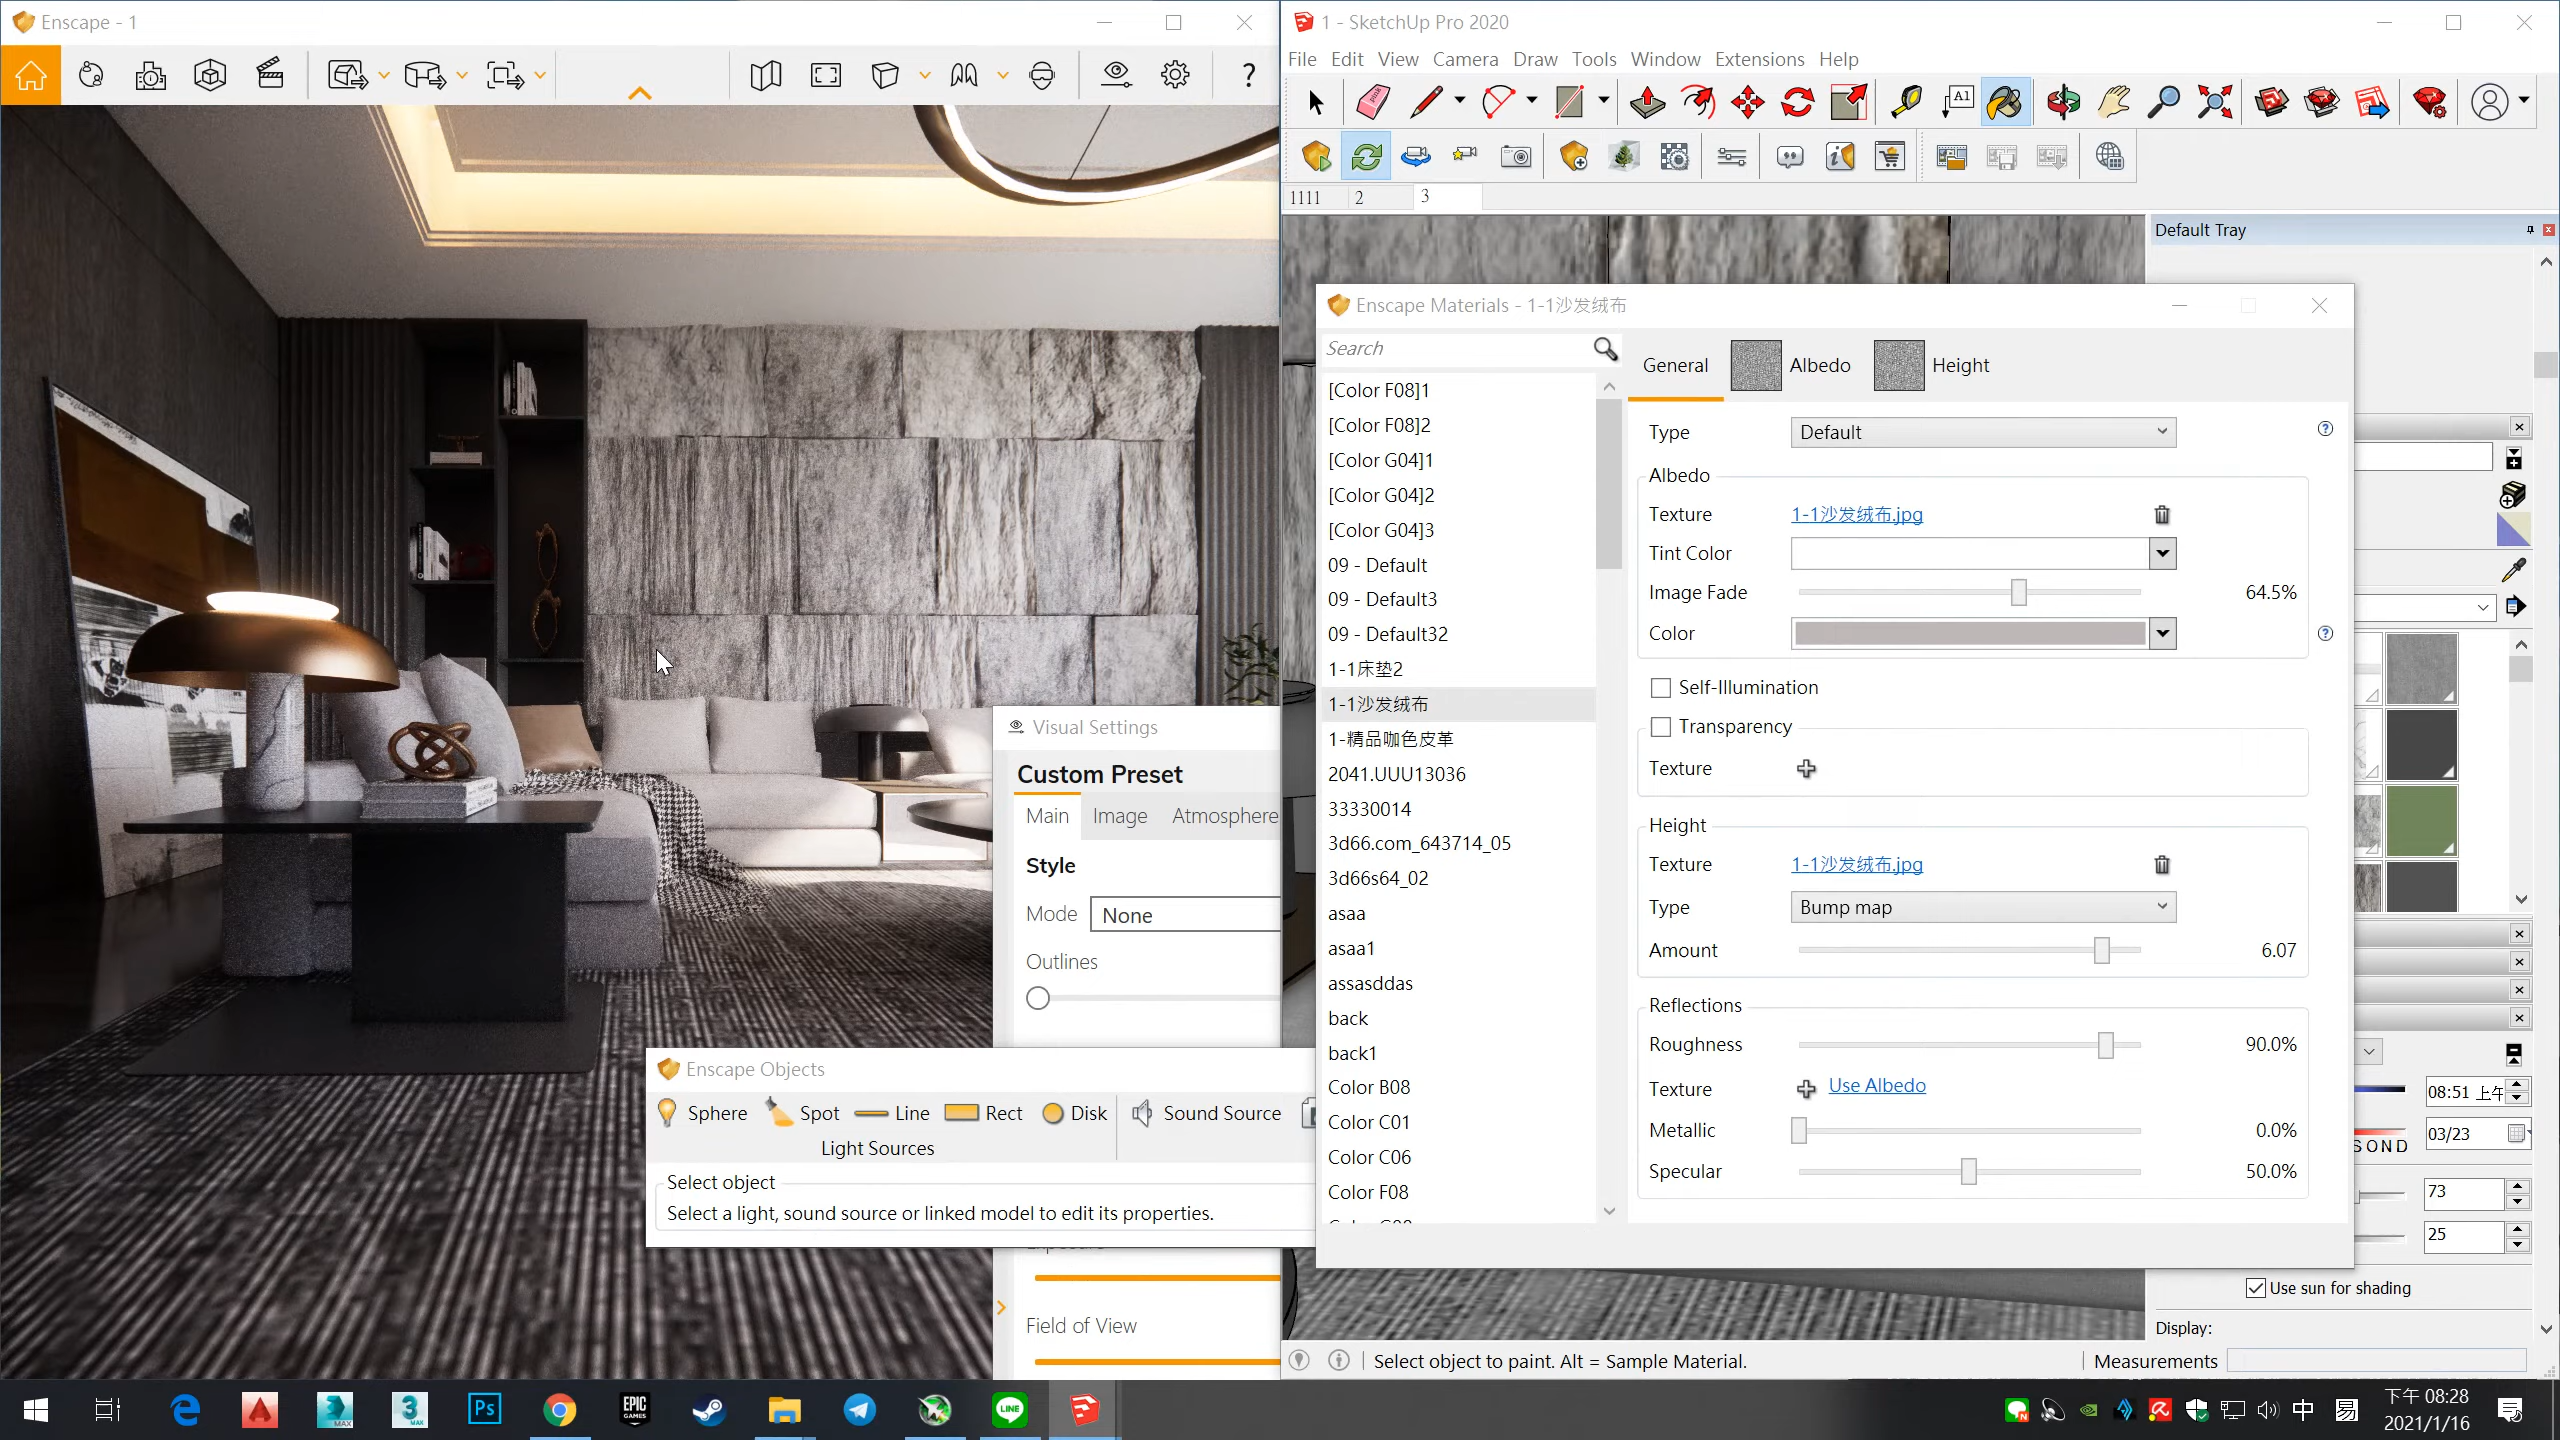 Enscape - 1
?
1 - SketchUp Pro 2020
File Edit View Camera Draw Tools Window Extensions Help
A1
1111 2 3
Default Tray
Enscape Materials - 1-1沙发绒布
Search
[Color F08]1
[Color F08]2
[Color G04]1
[Color G04]2
[Color G04]3
09 - Default
09 - Default3
09 - Default32
1-1床垫2
1-1沙发绒布
1-精品咖色皮革
2041.UUU13036
33330014
3d66.com_643714_05
3d66s64_02
asaa
asaa1
assasddas
back
back1
Color B08
Color C01
Color C06
Color F08
General Albedo Height
Type Default
Albedo
Texture 1-1沙发绒布.jpg
Tint Color
Image Fade 64.5%
Color
Self-Illumination
Transparency
Texture
Height
Texture 1-1沙发绒布.jpg
Type Bump map
Amount 6.07
Reflections
Roughness 90.0%
Texture Use Albedo
Metallic 0.0%
Specular 50.0%
Visual Settings
Custom Preset
Main Image Atmosphere
Style
Mode None
Outlines
Enscape Objects
Sphere Spot Line Rect Disk Sound Source
Light Sources
Select object
Select a light, sound source or linked model to edit its properties.
Field of View
08:51 上午
SOND 03/23
73
25
Use sun for shading
Display:
Select object to paint. Alt = Sample Material.
Measurements
Ps
EPIC GAMES
LINE
MAX
3
中
易
下午 08:28
2021/1/16